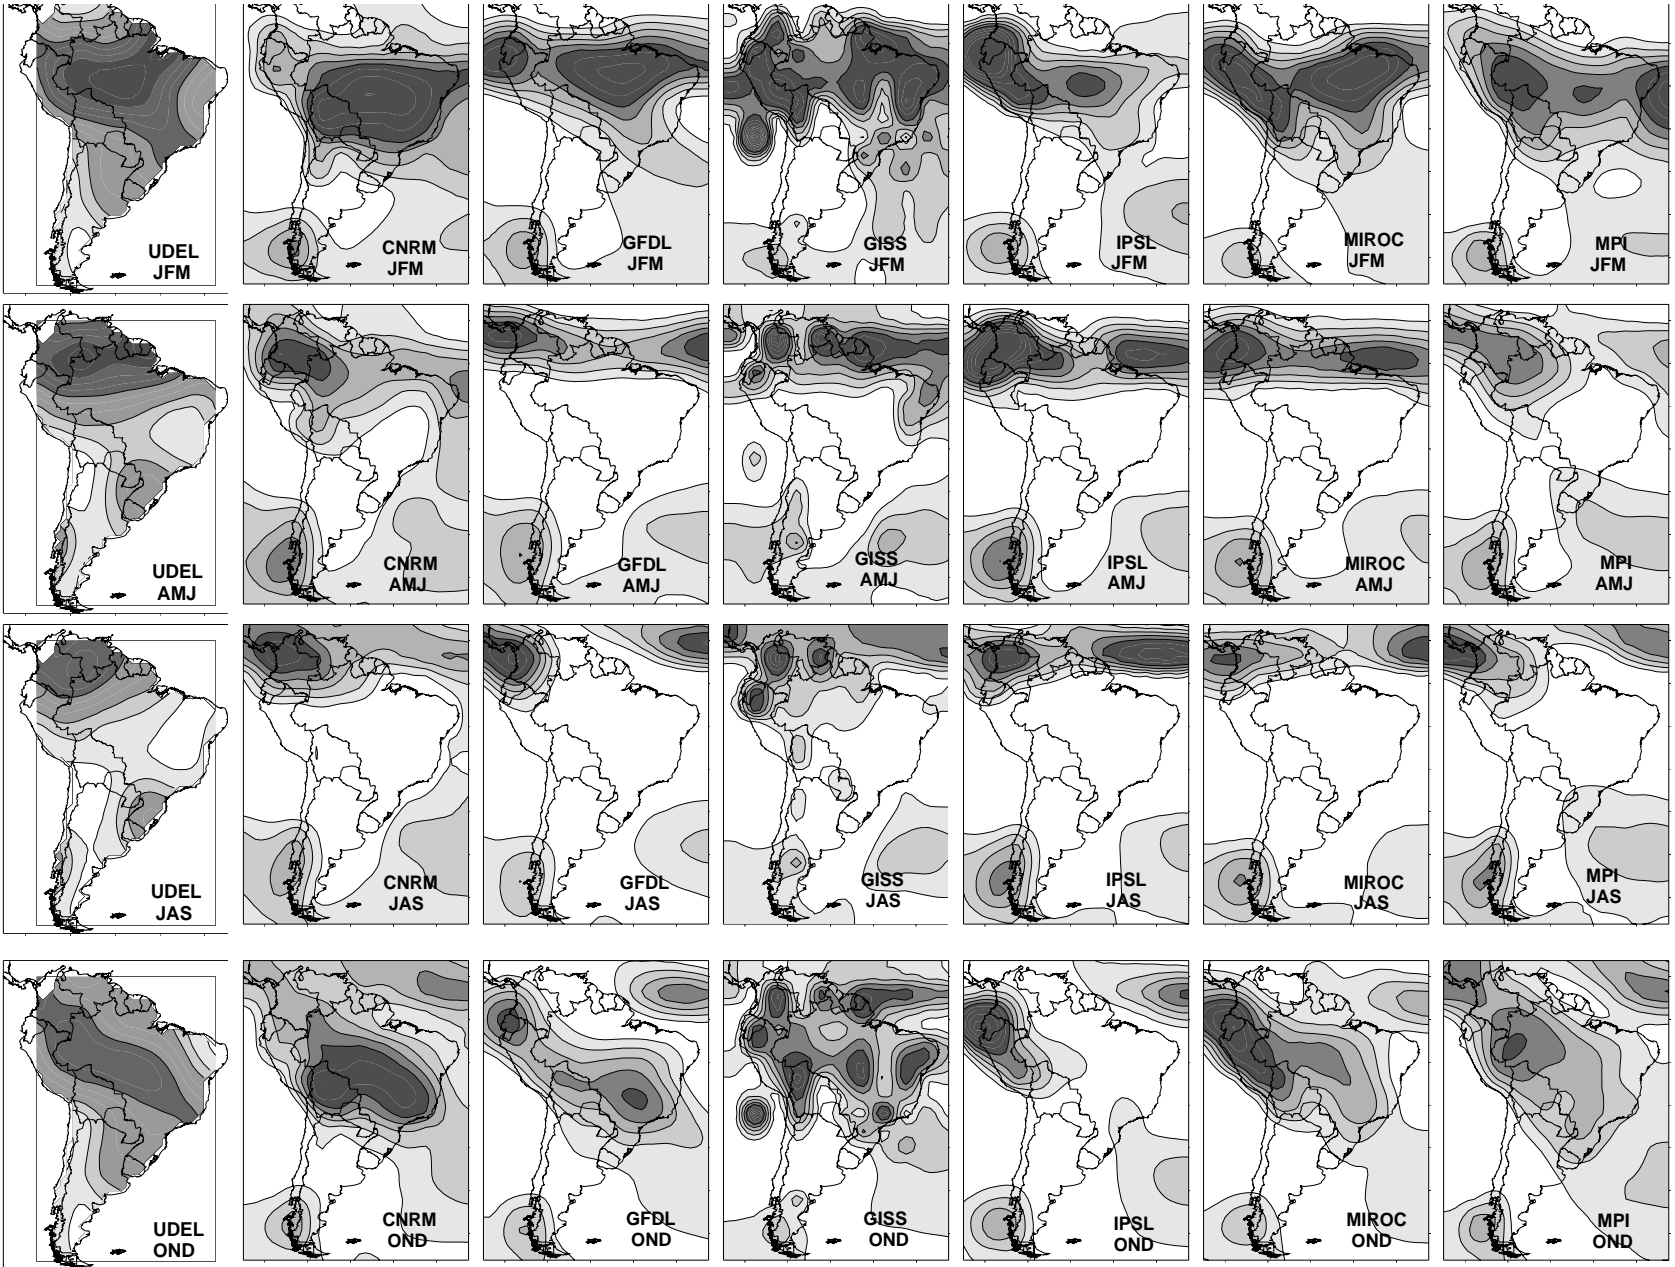 UDEL
JFM
CNRM
JFM
GFDL
JFM
GISS
JFM
IPSL
JFM
MIROC
JFM
MPI
JFM
UDEL
AMJ
CNRM
AMJ
GFDL
AMJ
GISS
AMJ
IPSL
AMJ
MIROC
AMJ
MPI
AMJ
UDEL
JAS
CNRM
JAS
GFDL
JAS
GISS
JAS
IPSL
JAS
MIROC
JAS
MPI
JAS
UDEL
OND
CNRM
OND
GFDL
OND
GISS
OND
IPSL
OND
MIROC
OND
MPI
OND